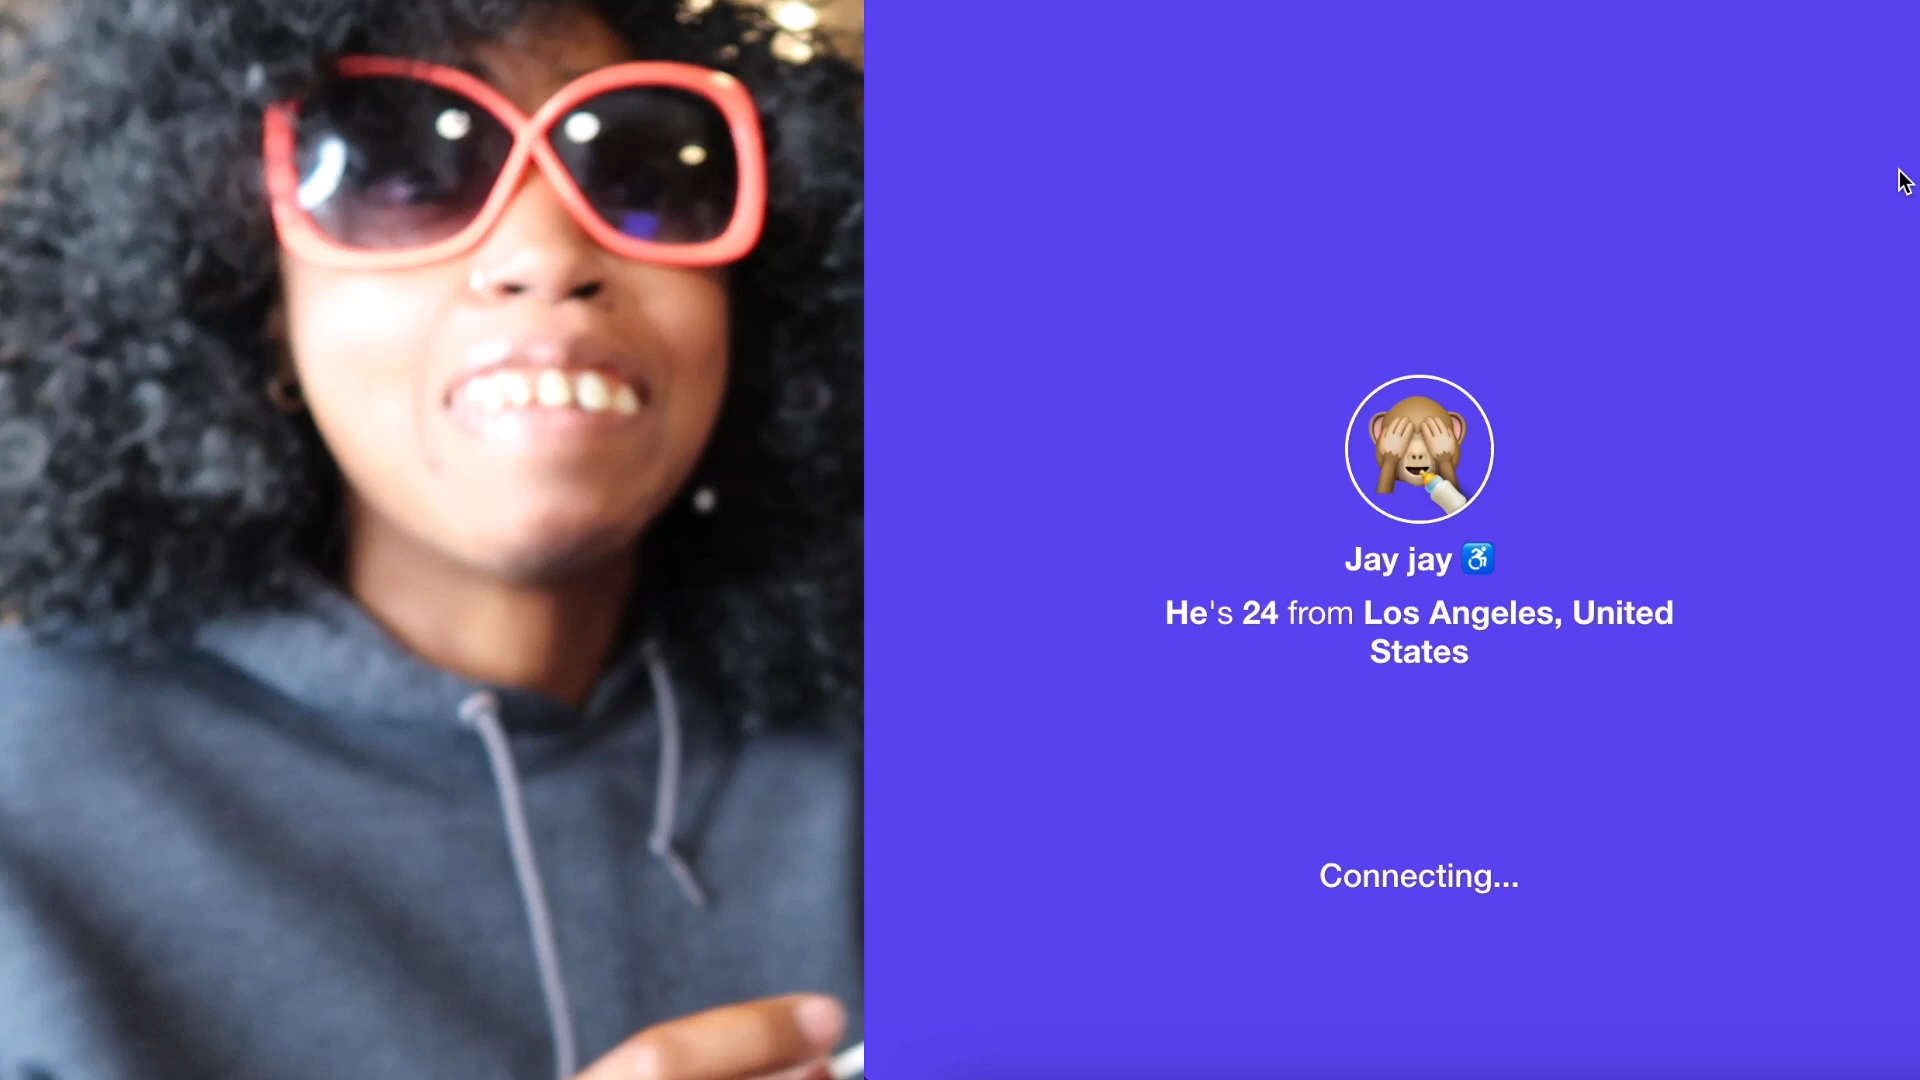 Jay jay ♿
He's 24 from Los Angeles, United
States
Connecting...